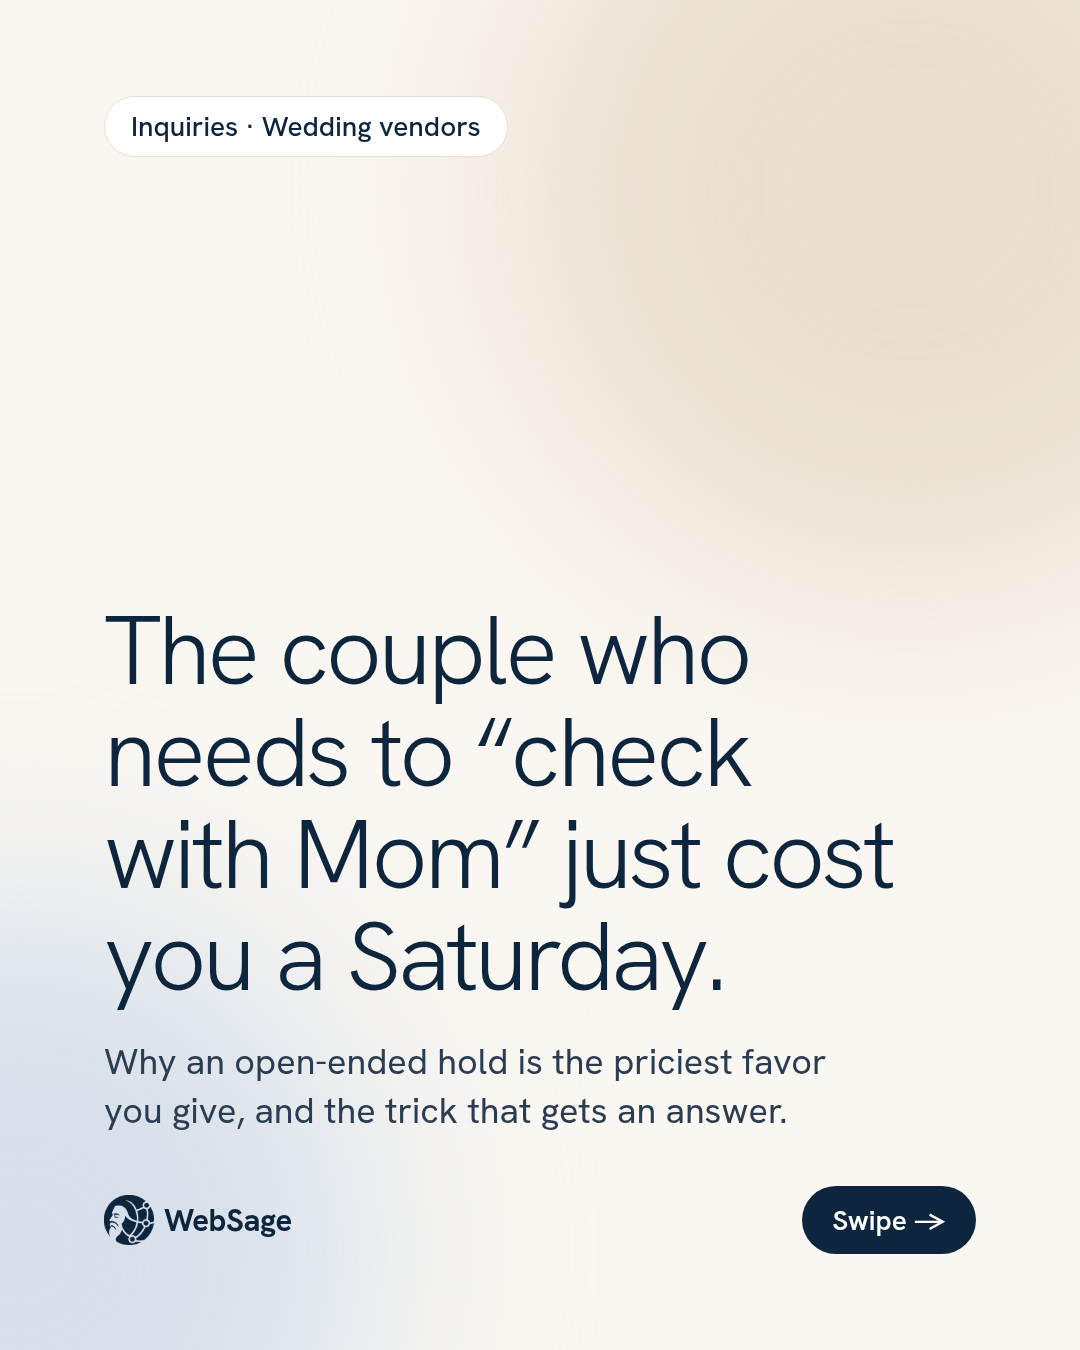 Inquiries · Wedding vendors
The couple who
needs to “check
with Mom” just cost
you a Saturday.
Why an open-ended hold is the priciest favor
you give, and the trick that gets an answer.
WebSage
Swipe →